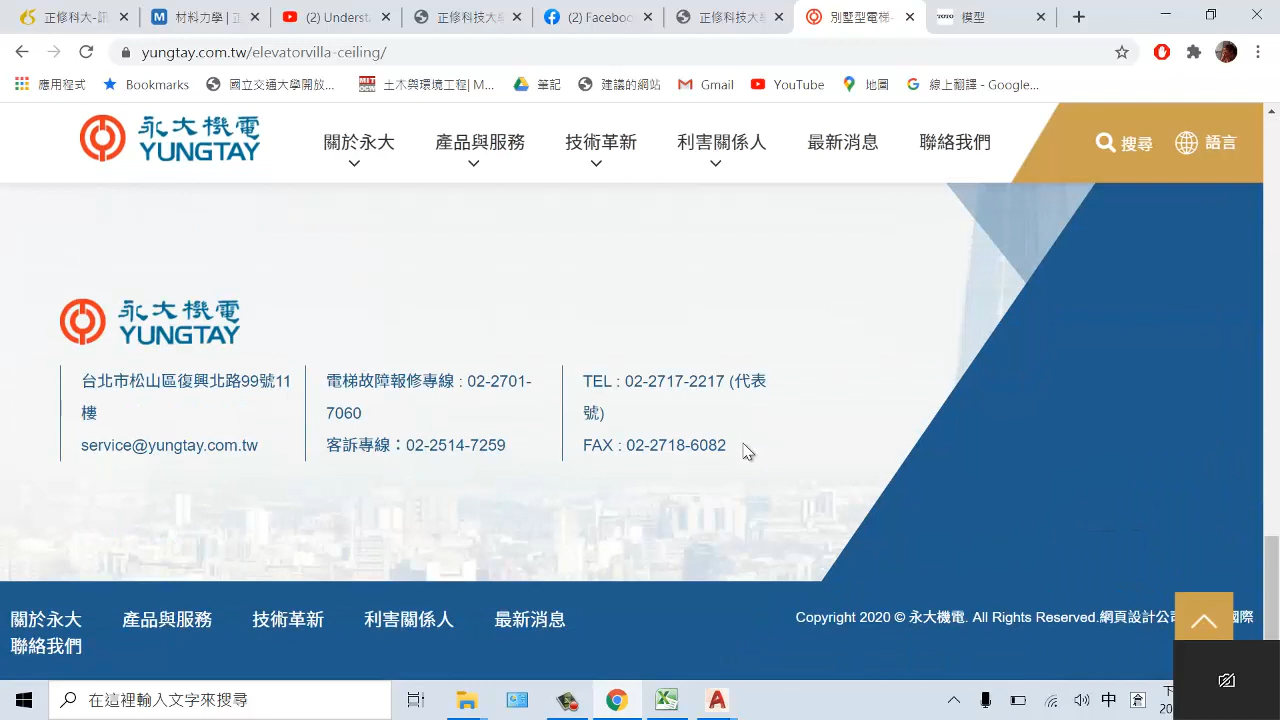 正修科大-訊
材料力學 | 正
(2) Underst
正修科技大學
(2) Faceboo
正修科技大學
別墅型電梯-
TOTO 模型
yungtay.com.tw/elevatorvilla-ceiling/
應用程式 Bookmarks 國立交通大學開放... 土木與環境工程| M... 筆記 建議的網站 Gmail YouTube 地圖 線上翻譯 - Google...
永大機電
YUNGTAY
關於永大 產品與服務 技術革新 利害關係人 最新消息 聯絡我們 搜尋 語言
永大機電
YUNGTAY
台北市松山區復興北路99號11
樓
service@yungtay.com.tw
電梯故障報修專線 : 02-2701-
7060
客訴專線：02-2514-7259
TEL : 02-2717-2217 (代表
號)
FAX : 02-2718-6082
關於永大 產品與服務 技術革新 利害關係人 最新消息
聯絡我們
Copyright 2020 © 永大機電. All Rights Reserved.網頁設計公 國際
在這裡輸入文字來搜尋
中
下
20